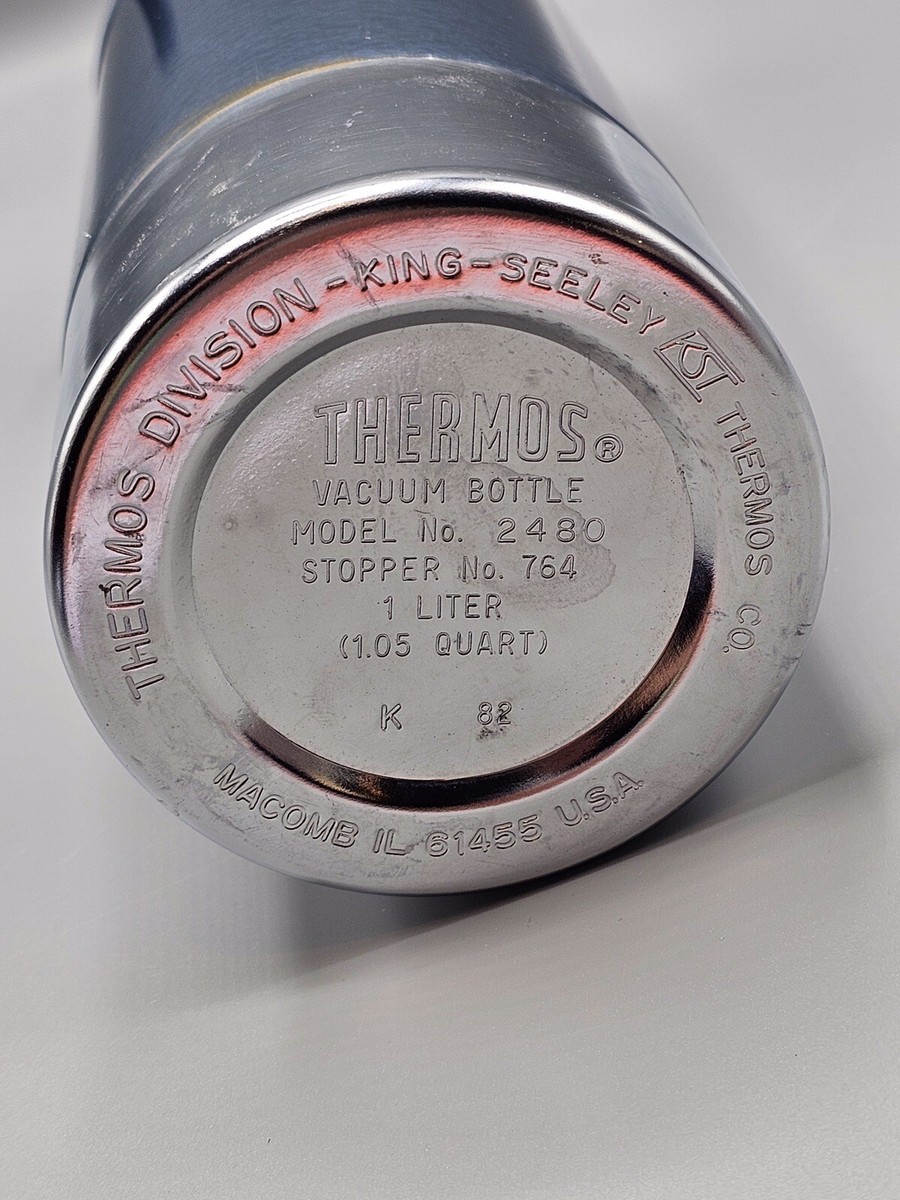 THERMOS DIVISION-KING-SEELEY KST THERMOS CO.
THERMOS®
VACUUM BOTTLE
MODEL No. 2480
STOPPER No. 764
1 LITER
(1.05 QUART)
K 82
MACOMB IL 61455 U.S.A.